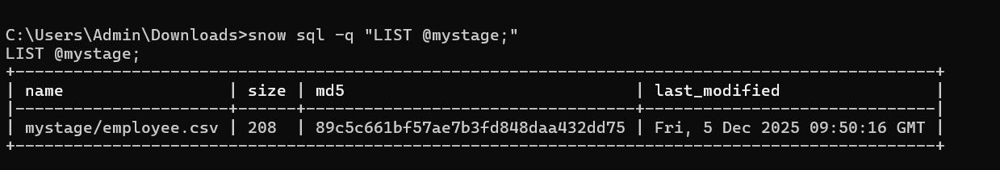 C:\Users\Admin\Downloads>snow sql -q "LIST @mystage;"
LIST @mystage;
+-----------------------------------------------------------------------------------------------+
| name                 | size | md5                              | last_modified                |
|----------------------+------+----------------------------------+------------------------------|
| mystage/employee.csv | 208  | 89c5c661bf57ae7b3fd848daa432dd75 | Fri, 5 Dec 2025 09:50:16 GMT |
+-----------------------------------------------------------------------------------------------+